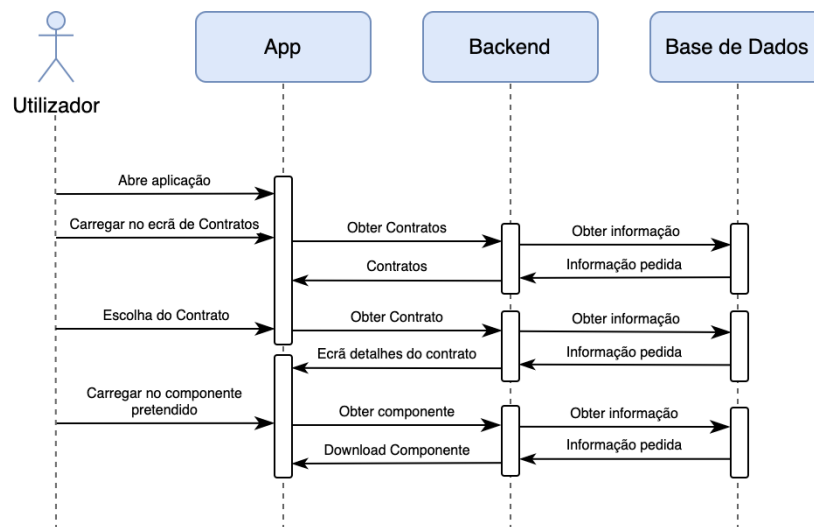 App
Backend
Base de Dados
Utilizador
Abre aplicação
Carregar no ecrã de Contratos
Obter Contratos
Obter informação
Contratos
Informação pedida
Escolha do Contrato
Obter Contrato
Obter informação
Ecrã detalhes do contrato
Informação pedida
Carregar no componente
pretendido
Obter componente
Obter informação
Download Componente
Informação pedida